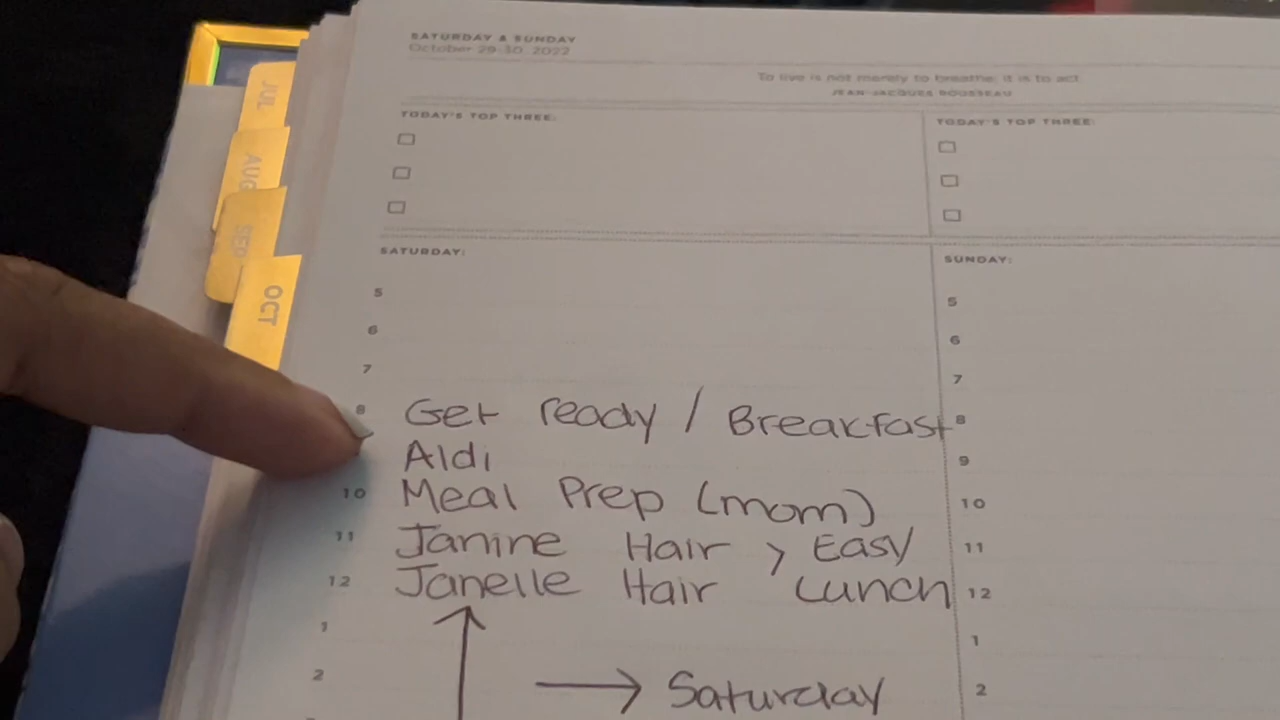 SATURDAY & SUNDAY
October 29-30, 2022
To live is not merely to breathe; it is to act.
JEAN-JACQUES ROUSSEAU
TODAY'S TOP THREE:
TODAY'S TOP THREE:
JUL
AUG
SEP
OCT
SATURDAY:
SUNDAY:
5
5
6
6
7
7
8 Get ready / Breakfast
8
Aldi
9
10 Meal Prep (mom)
10
11 Janine Hair > Easy
11
12 Janelle Hair Lunch
12
1
1
2
→ Saturday
2